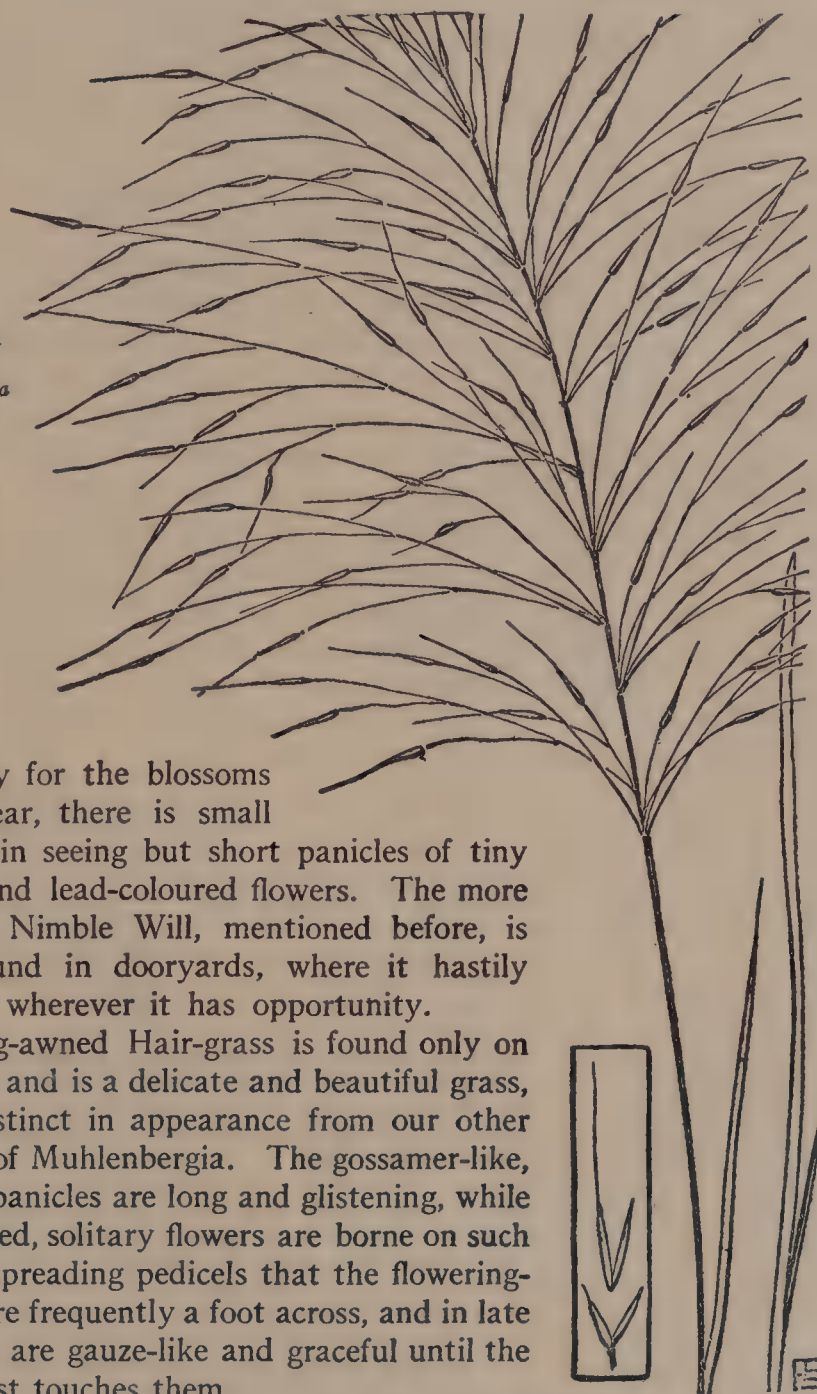 a
y for the blossoms
ear, there is small
in seeing but short panicles of tiny
nd lead-coloured flowers. The more
Nimble Will, mentioned before, is
und in dooryards, where it hastily
wherever it has opportunity.
g-awned Hair-grass is found only on
and is a delicate and beautiful grass,
stinct in appearance from our other
of Muhlenbergia. The gossamer-like,
panicles are long and glistening, while
ed, solitary flowers are borne on such
preading pedicels that the flowering-
re frequently a foot across, and in late
are gauze-like and graceful until the
st touches them.